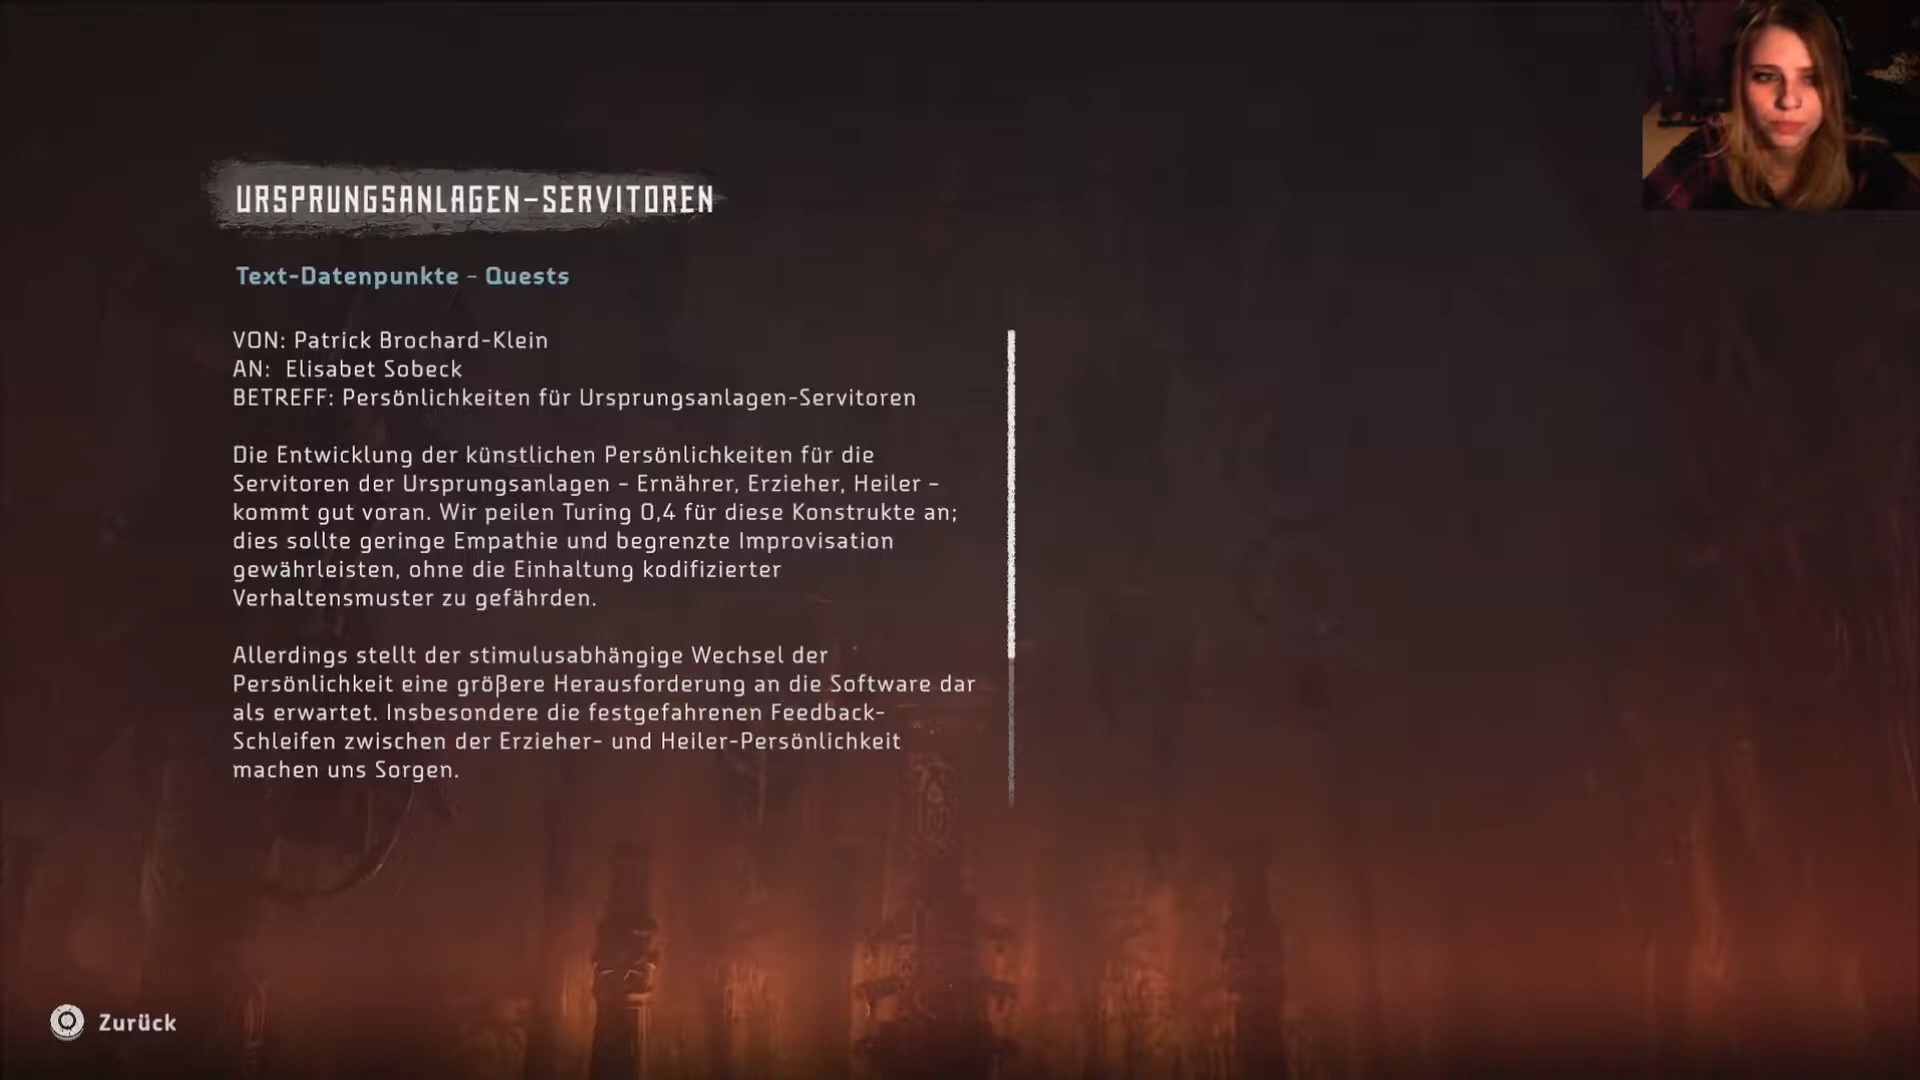 URSPRUNGSANLAGEN-SERVITOREN
Text-Datenpunkte - Quests
VON: Patrick Brochard-Klein
AN: Elisabet Sobeck
BETREFF: Persönlichkeiten für Ursprungsanlagen-Servitoren
Die Entwicklung der künstlichen Persönlichkeiten für die
Servitoren der Ursprungsanlagen - Ernährer, Erzieher, Heiler -
kommt gut voran. Wir peilen Turing 0,4 für diese Konstrukte an;
dies sollte geringe Empathie und begrenzte Improvisation
gewährleisten, ohne die Einhaltung kodifizierter
Verhaltensmuster zu gefährden.
Allerdings stellt der stimulusabhängige Wechsel der
Persönlichkeit eine größere Herausforderung an die Software dar
als erwartet. Insbesondere die festgefahrenen Feedback-
Schleifen zwischen der Erzieher- und Heiler-Persönlichkeit
machen uns Sorgen.
Zurück